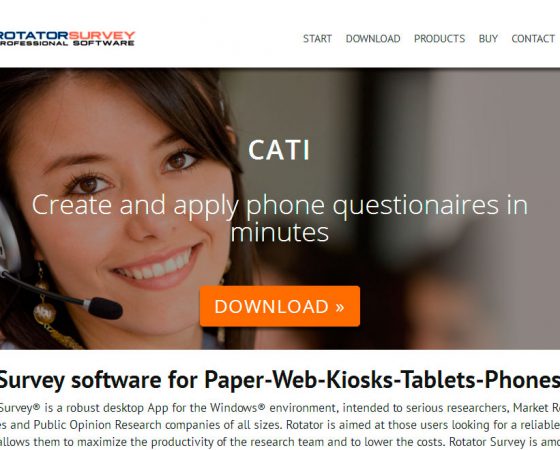 ROTATORSURVEY
PROFESSIONAL SOFTWARE
START DOWNLOAD PRODUCTS BUY CONTACT
CATI
Create and apply phone questionaires in
minutes
DOWNLOAD »
Survey software for Paper-Web-Kiosks-Tablets-Phones
Survey® is a robust desktop App for the Windows® environment, intended to serious researchers, Market Re
es and Public Opinion Research companies of all sizes. Rotator is aimed at those users looking for a reliable
allows them to maximize the productivity of the research team and to lower the costs. Rotator Survey is amo